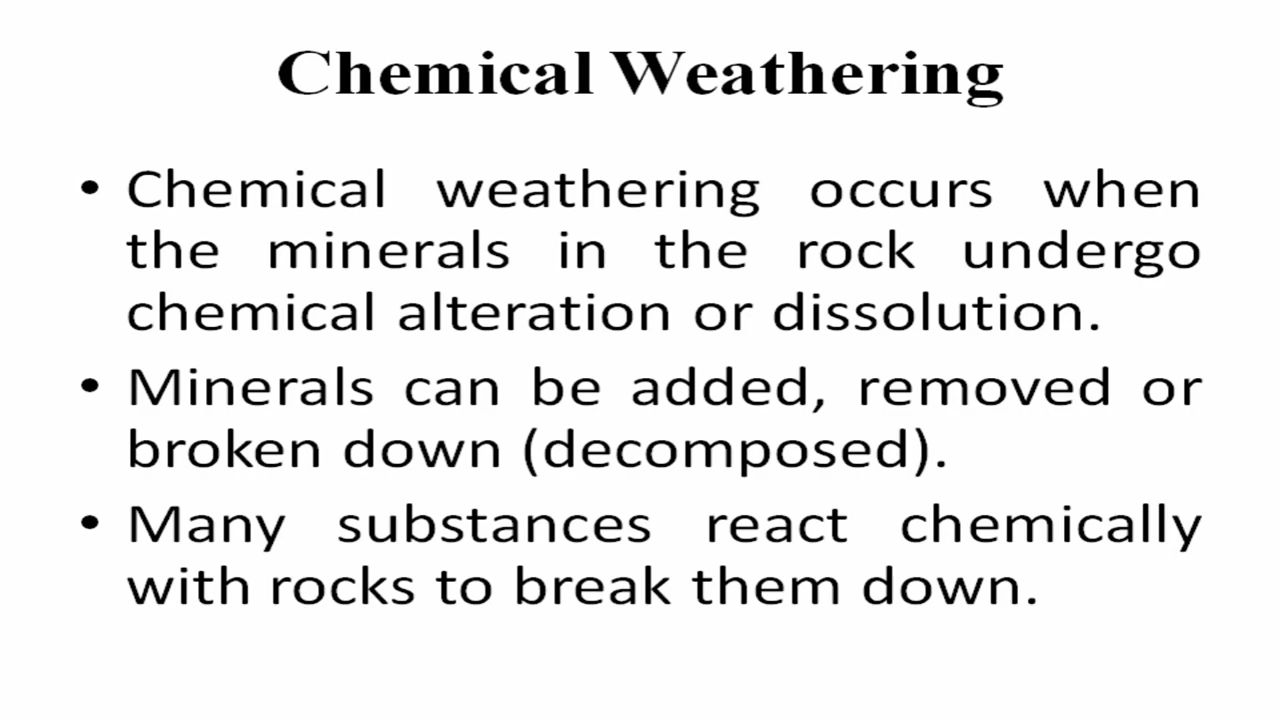 Chemical Weathering
• Chemical weathering occurs when
the minerals in the rock undergo
chemical alteration or dissolution.
• Minerals can be added, removed or
broken down (decomposed).
• Many substances react chemically
with rocks to break them down.